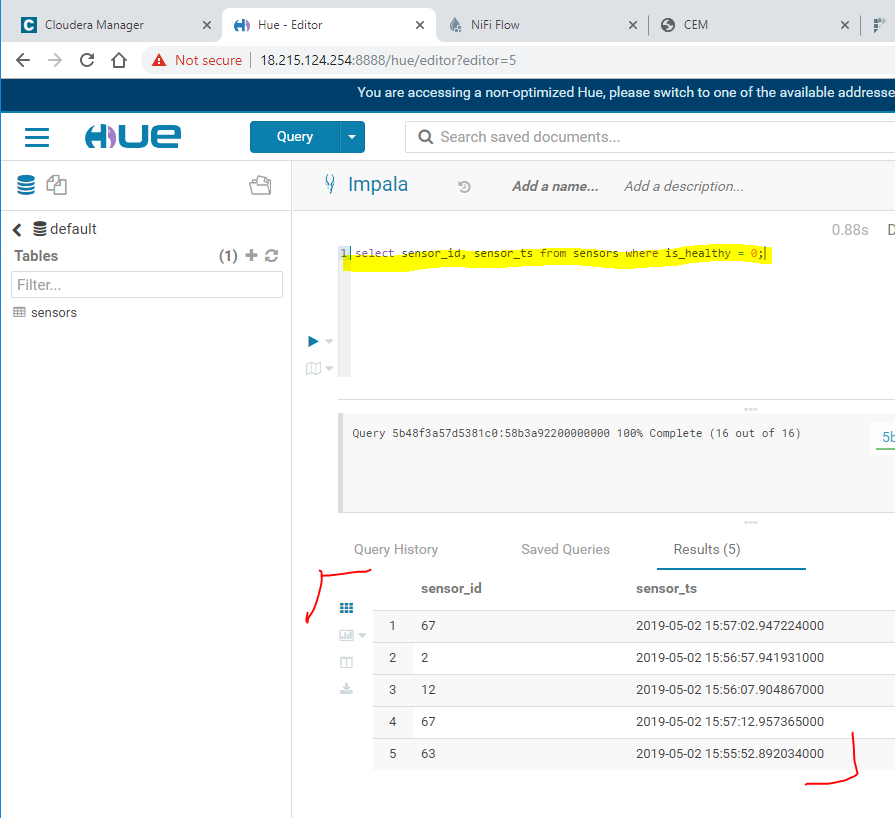 Cloudera Manager Hue - Editor NiFi Flow CEM
Not secure 18.215.124.254:8888/hue/editor?editor=5
You are accessing a non-optimized Hue, please switch to one of the available addresse
HUE Query Search saved documents...
Impala Add a name... Add a description...
default 0.88s D
Tables (1)
1 select sensor_id, sensor_ts from sensors where is_healthy = 0;
Filter...
sensors
Query 5b48f3a57d5381c0:58b3a92200000000 100% Complete (16 out of 16) 5b
Query History Saved Queries Results (5)
sensor_id sensor_ts
1 67 2019-05-02 15:57:02.947224000
2 2 2019-05-02 15:56:57.941931000
3 12 2019-05-02 15:56:07.904867000
4 67 2019-05-02 15:57:12.957365000
5 63 2019-05-02 15:55:52.892034000